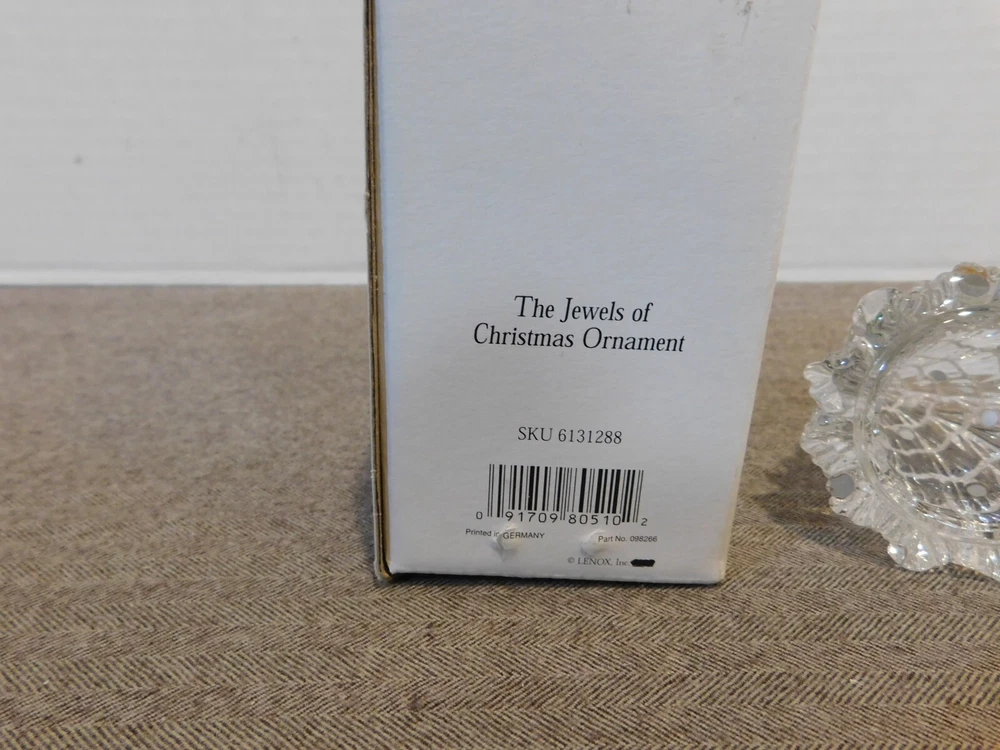 The Jewels of
Christmas Ornament
SKU 6131288
0 91709 80510 2
Printed in GERMANY Part No. 098266
© LENOX, Inc.